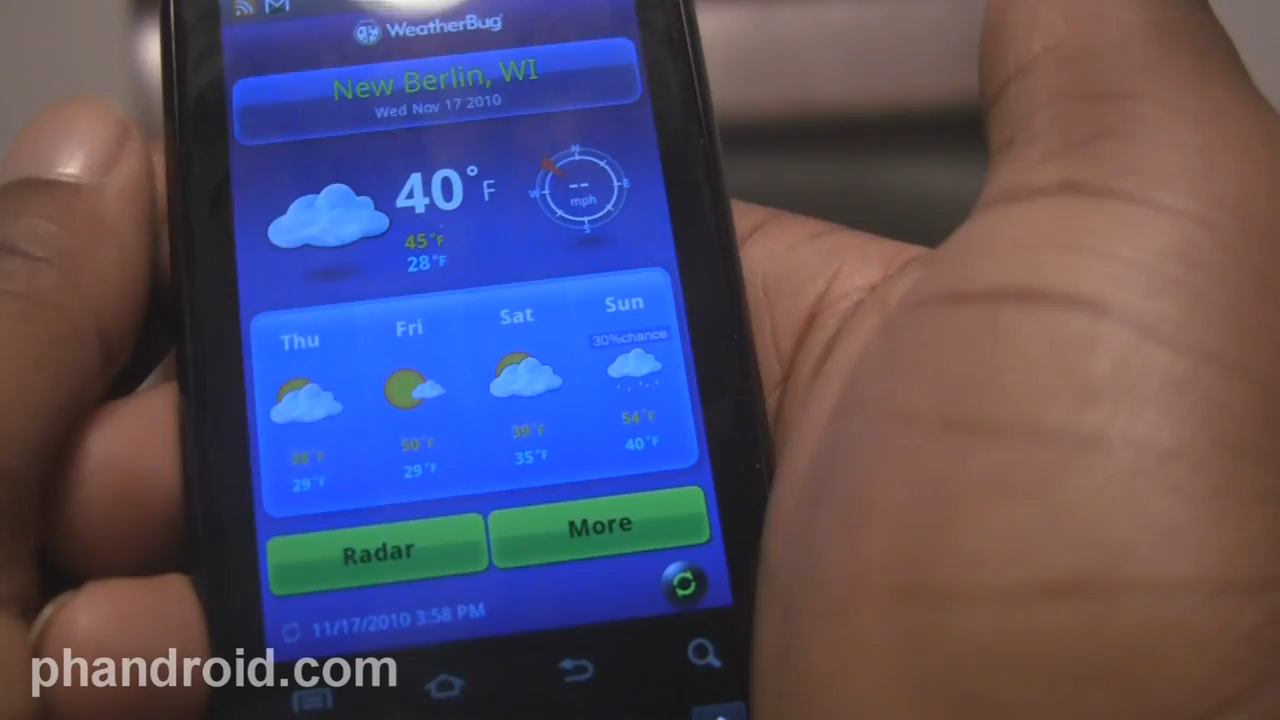 WeatherBug
New Berlin, WI
Wed Nov 17 2010
40°F
45°F
28°F
N
W
E
S
--
mph
Thu
Fri
Sat
Sun
30%chance
50°F
39°F
54°F
29°F
29°F
35°F
40°F
Radar
More
11/17/2010 3:58 PM
phandroid.com